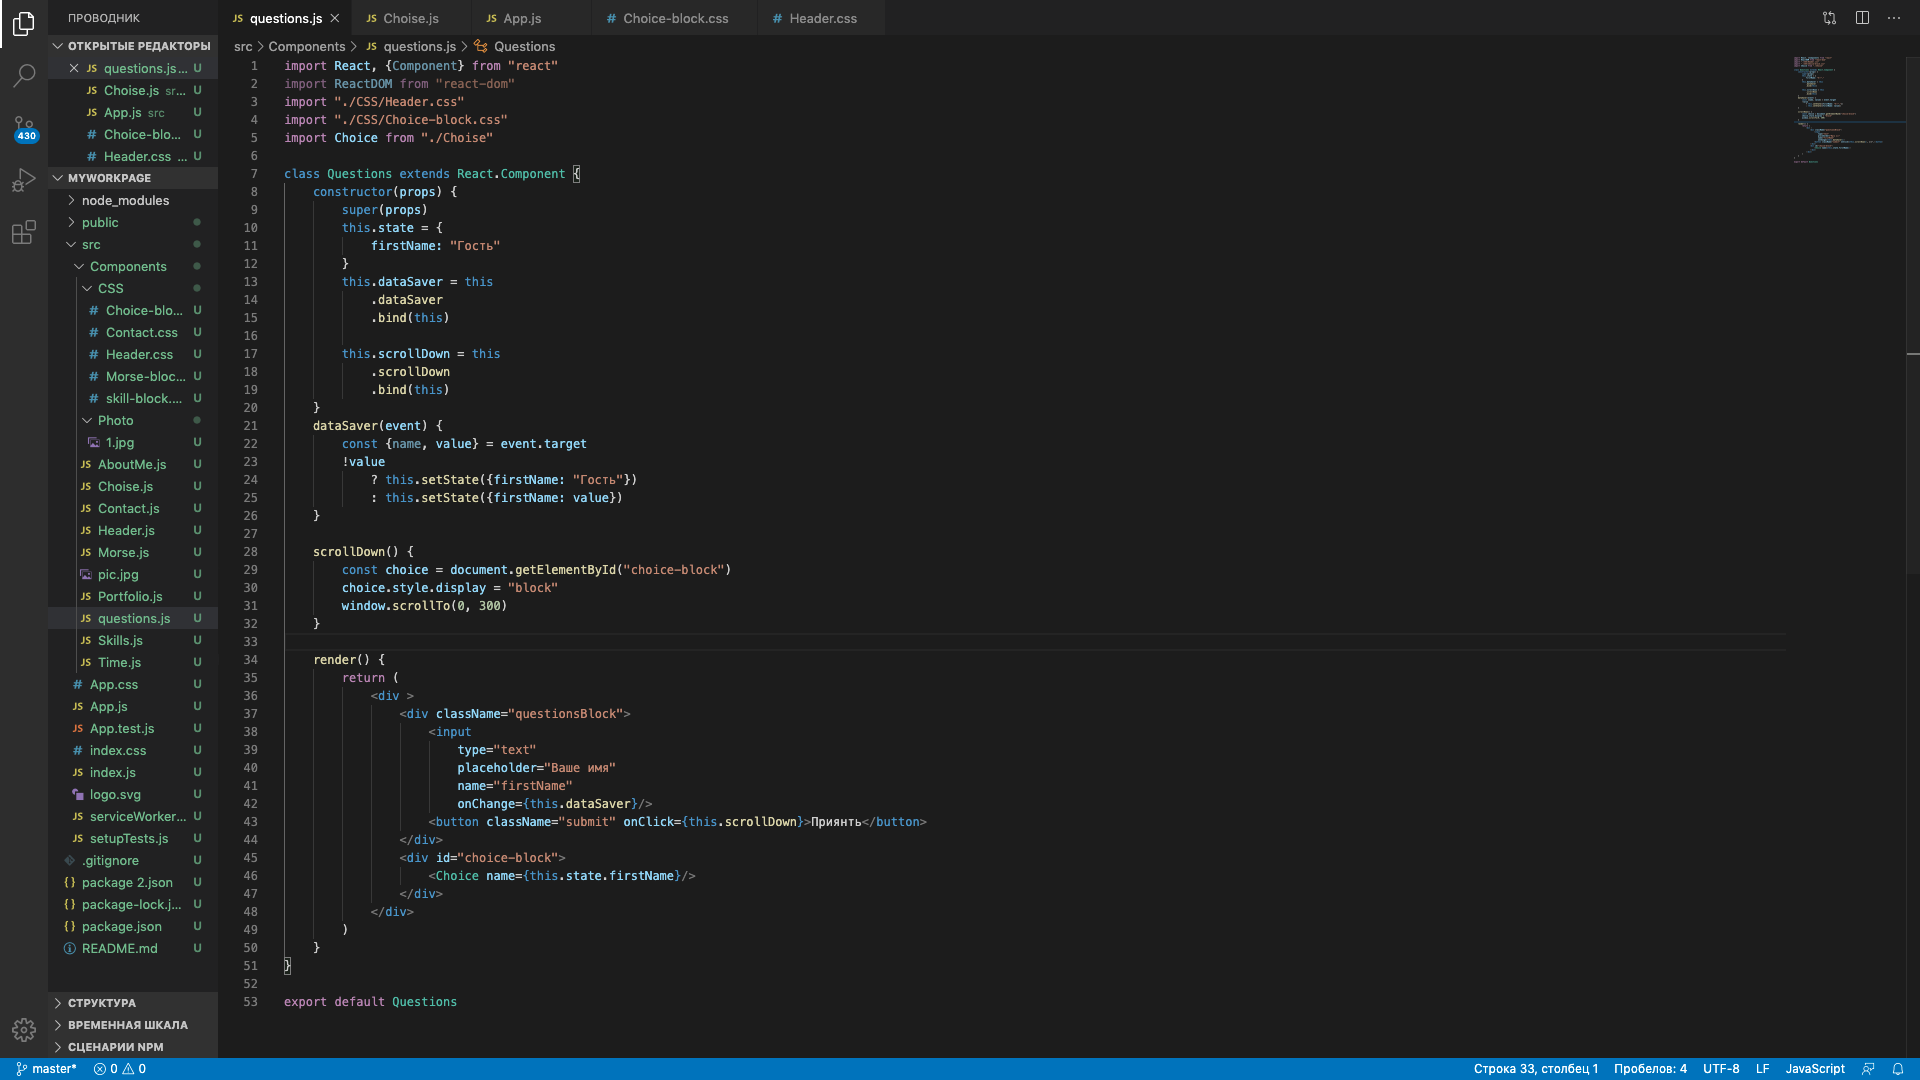 ПРОВОДНИК
ОТКРЫТЫЕ РЕДАКТОРЫ
JS questions.js... U
JS Choise.js sr... U
JS App.js src U
# Choice-blo... U
# Header.css ... U
MYWORKPAGE
node_modules
public
src
Components
CSS
# Choice-blo... U
# Contact.css U
# Header.css U
# Morse-bloc... U
# skill-block.... U
Photo
1.jpg U
JS AboutMe.js U
JS Choise.js U
JS Contact.js U
JS Header.js U
JS Morse.js U
pic.jpg U
JS Portfolio.js U
JS questions.js U
JS Skills.js U
JS Time.js U
# App.css U
JS App.js U
JS App.test.js U
# index.css U
JS index.js U
logo.svg U
JS serviceWorker... U
JS setupTests.js U
.gitignore U
{} package 2.json U
{} package-lock.j... U
{} package.json U
README.md U
СТРУКТУРА
ВРЕМЕННАЯ ШКАЛА
СЦЕНАРИИ NPM
430
JS questions.js JS Choise.js JS App.js # Choice-block.css # Header.css
src > Components > JS questions.js > Questions
1 import React, {Component} from "react"
2 import ReactDOM from "react-dom"
3 import "./CSS/Header.css"
4 import "./CSS/Choice-block.css"
5 import Choice from "./Choise"
6
7 class Questions extends React.Component {
8 constructor(props) {
9 super(props)
10 this.state = {
11 firstName: "Гость"
12 }
13 this.dataSaver = this
14 .dataSaver
15 .bind(this)
16
17 this.scrollDown = this
18 .scrollDown
19 .bind(this)
20 }
21 dataSaver(event) {
22 const {name, value} = event.target
23 !value
24 ? this.setState({firstName: "Гость"})
25 : this.setState({firstName: value})
26 }
27
28 scrollDown() {
29 const choice = document.getElementById("choice-block")
30 choice.style.display = "block"
31 window.scrollTo(0, 300)
32 }
33
34 render() {
35 return (
36 <div >
37 <div className="questionsBlock">
38 <input
39 type="text"
40 placeholder="Ваше имя"
41 name="firstName"
42 onChange={this.dataSaver}/>
43 <button className="submit" onClick={this.scrollDown}>Приянть</button>
44 </div>
45 <div id="choice-block">
46 <Choice name={this.state.firstName}/>
47 </div>
48 </div>
49 )
50 }
51 }
52
53 export default Questions
master* 0 0 Строка 33, столбец 1 Пробелов: 4 UTF-8 LF JavaScript